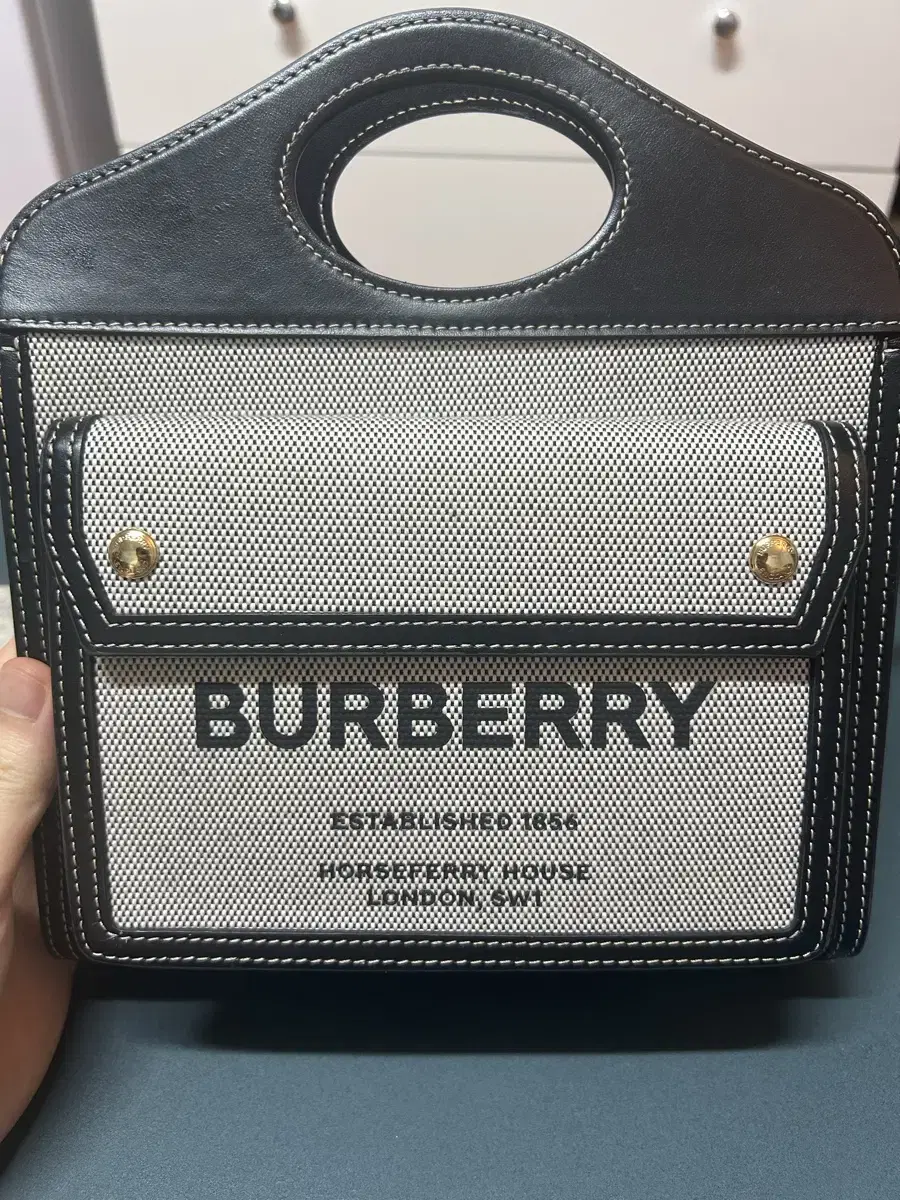 BURBERRY
ESTABLISHED 1856
HORSEFERRY HOUSE
LONDON, SW1